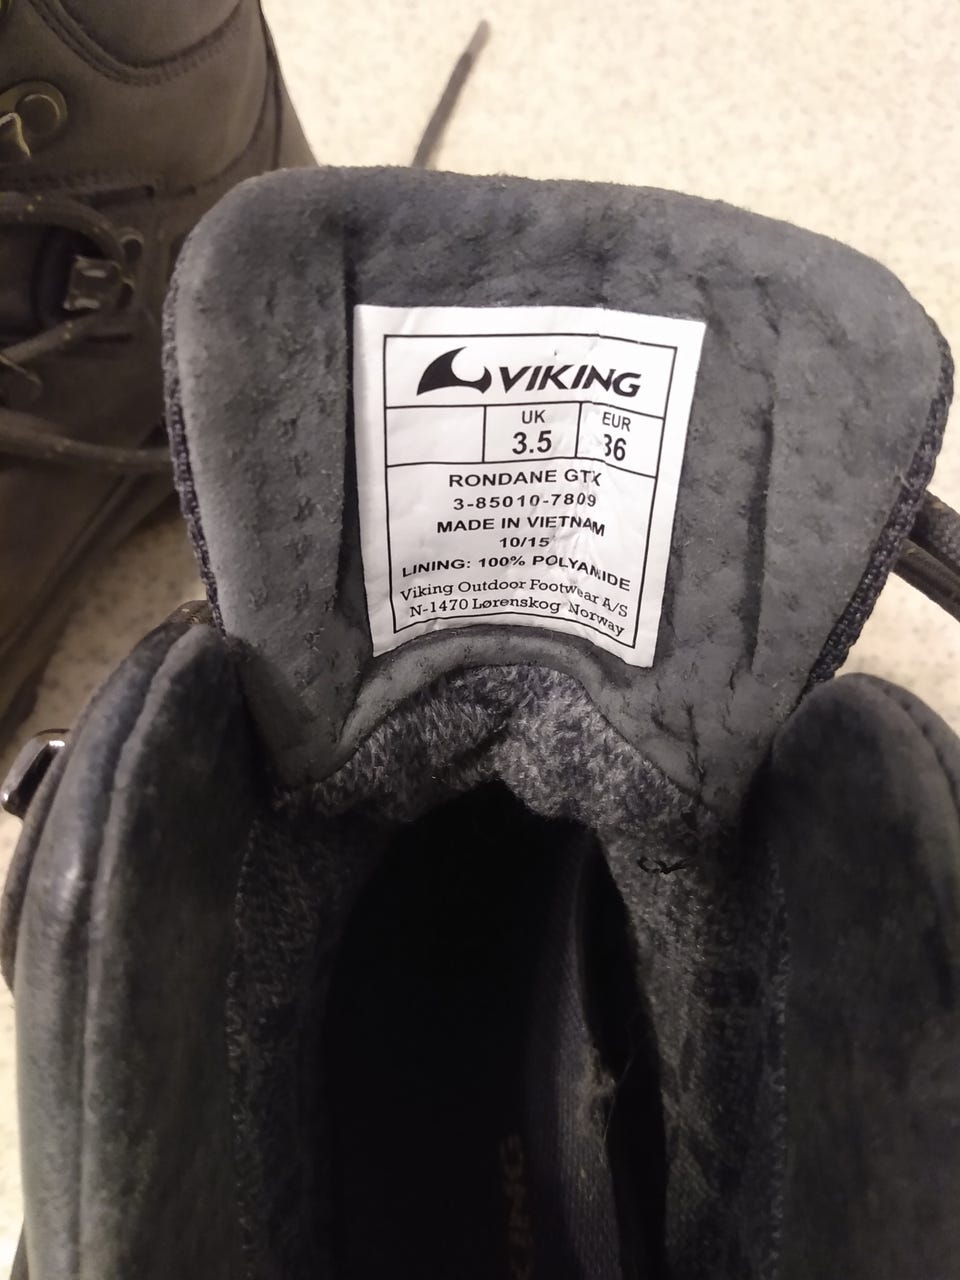 VIKING
UK EUR
3.5 36
RONDANE GTX
3-85010-7809
MADE IN VIETNAM
10/15
LINING: 100% POLYAMIDE
Viking Outdoor Footwear A/S
N-1470 Lørenskog Norway
KING